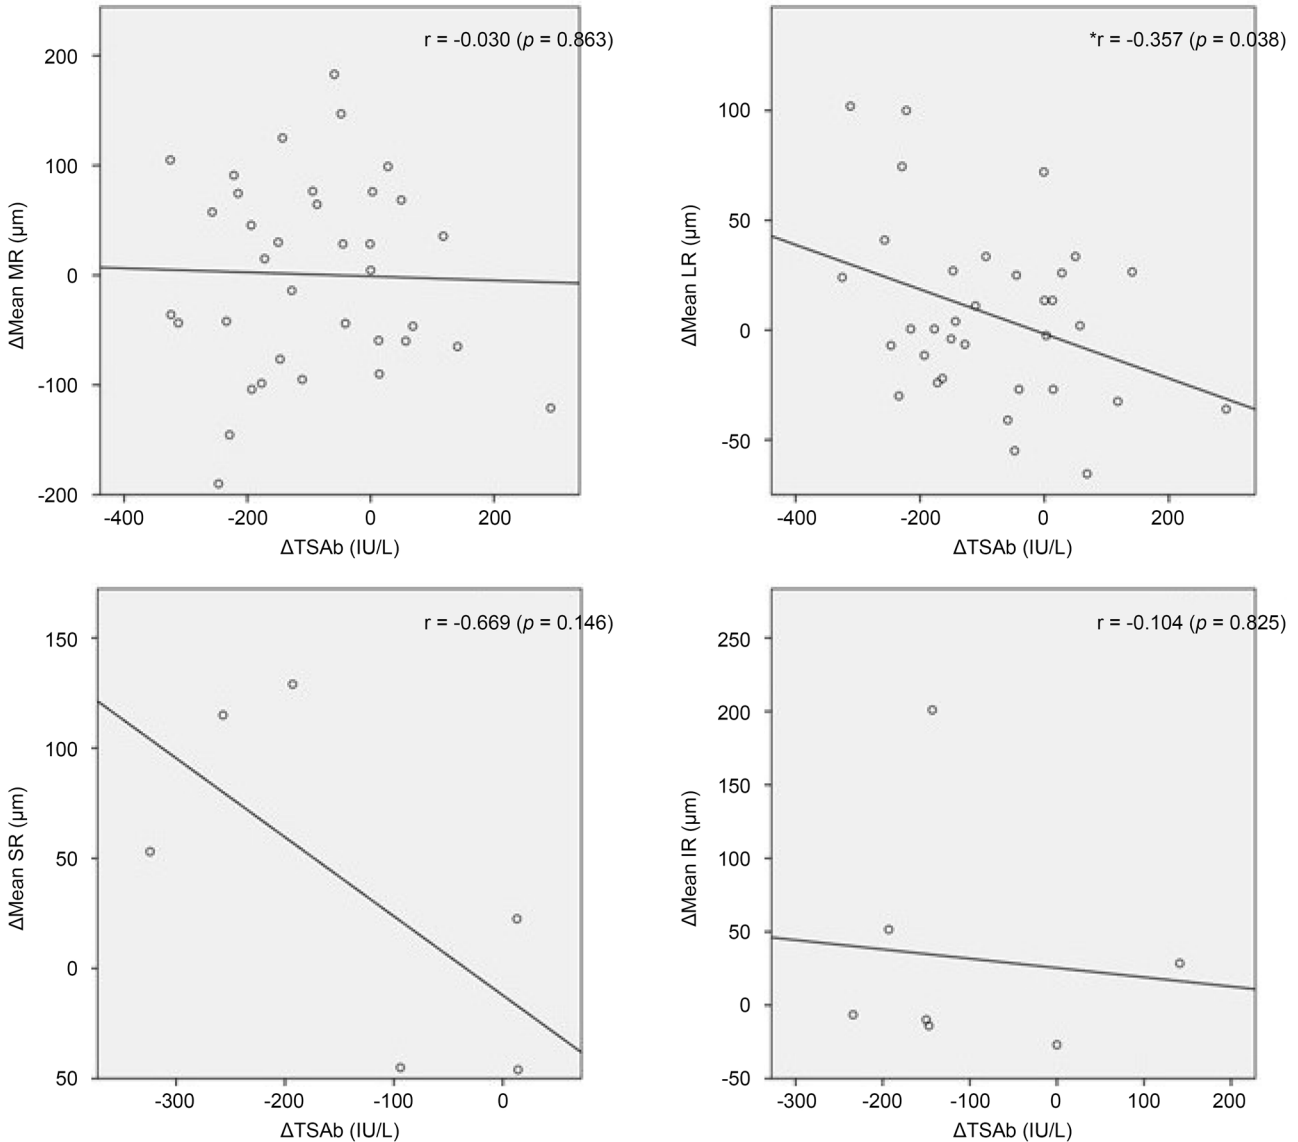 r = -0.030 (p = 0.863)
200
100
0
-100
-200
ΔMean MR (μm)
-400 -200 0 200
ΔTSAb (IU/L)
*r = -0.357 (p = 0.038)
100
50
0
-50
ΔMean LR (μm)
-400 -200 0 200
ΔTSAb (IU/L)
r = -0.669 (p = 0.146)
150
100
50
0
50
ΔMean SR (μm)
-300 -200 -100 0
ΔTSAb (IU/L)
r = -0.104 (p = 0.825)
250
200
150
100
50
0
-50
ΔMean IR (μm)
-300 -200 -100 0 100 200
ΔTSAb (IU/L)